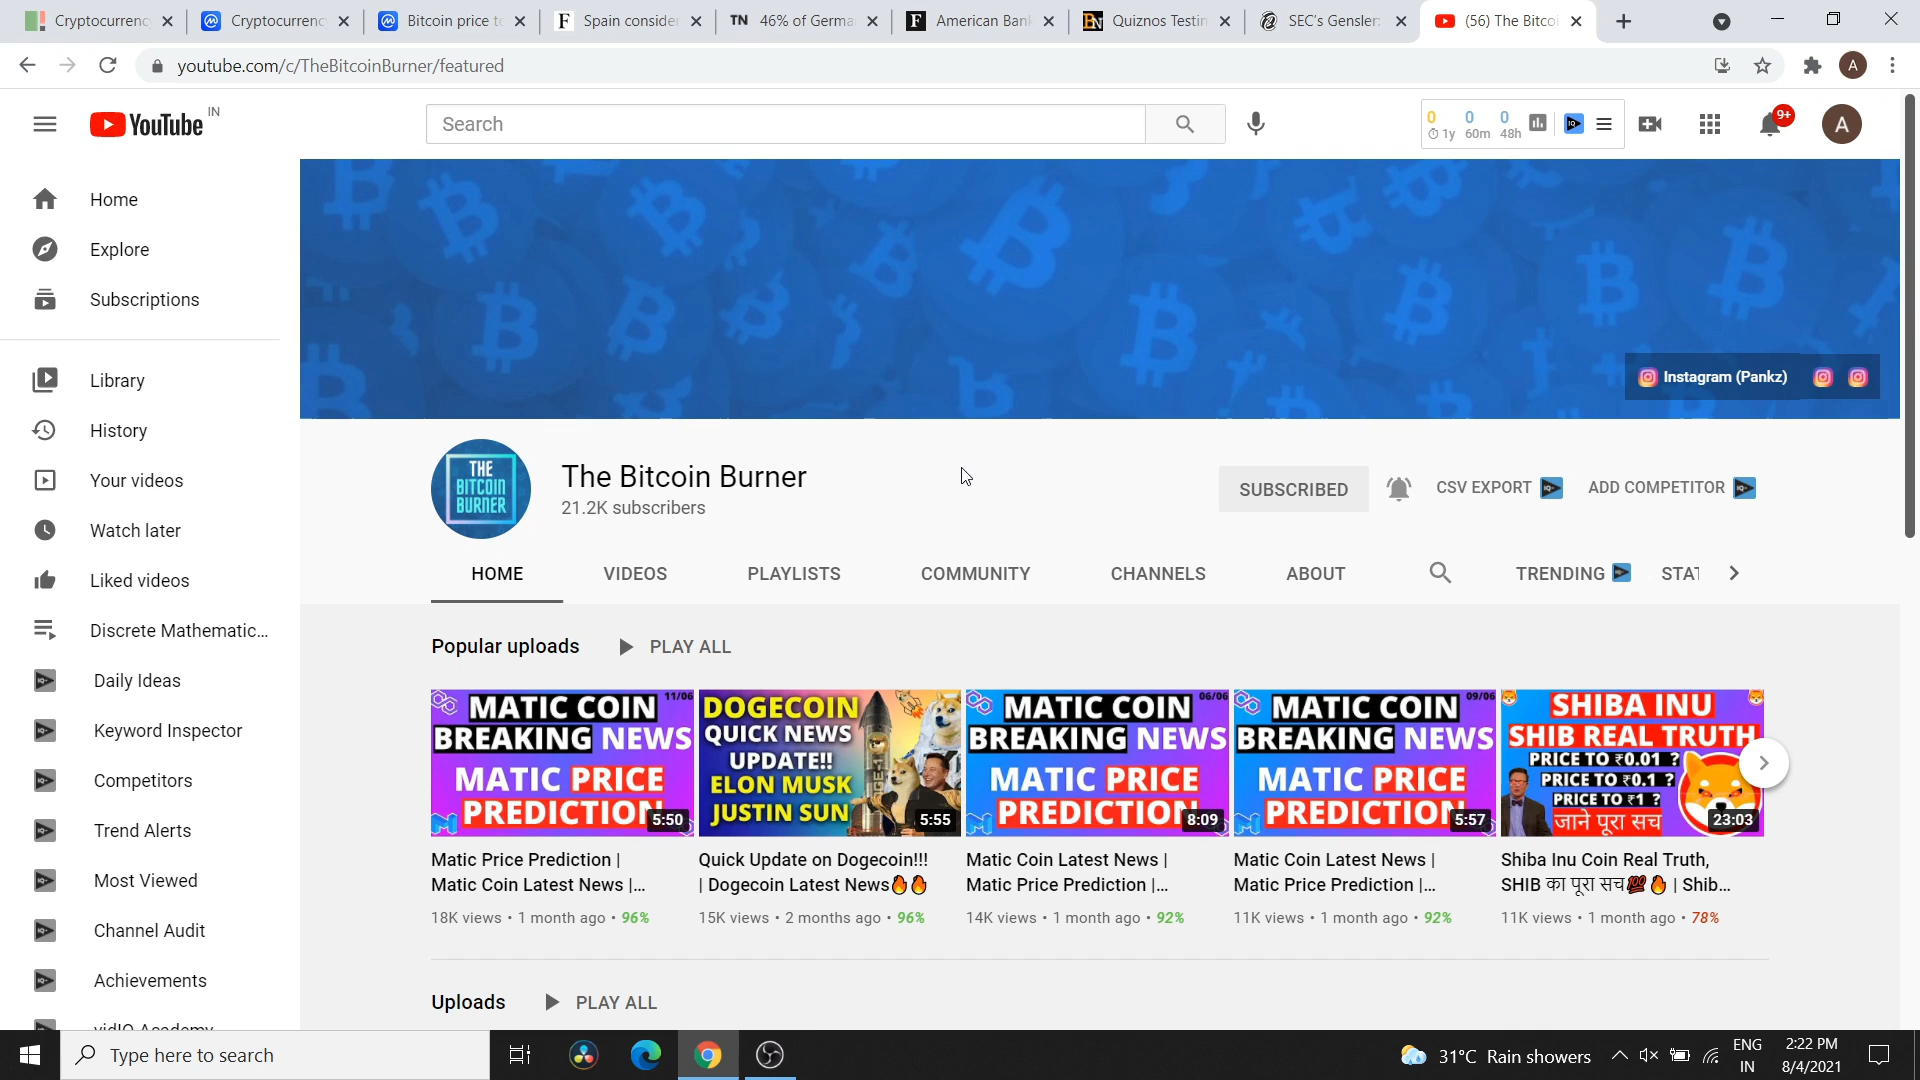 Cryptocurrenc
Cryptocurrenc
Bitcoin price t
Spain conside
TN 46% of Germa
American Ban
Quiznos Testin
SEC's Gensler:
(56) The Bitcoi
youtube.com/c/TheBitcoinBurner/featured
A
YouTube IN
Search
0 0 0
1y 60m 48h
9+
A
Home
Explore
Subscriptions
Library
History
Your videos
Watch later
Liked videos
Discrete Mathematic...
Daily Ideas
Keyword Inspector
Competitors
Trend Alerts
Most Viewed
Channel Audit
Achievements
vidIQ Academy
Instagram (Pankz)
THE
BITCOIN
BURNER
The Bitcoin Burner
21.2K subscribers
SUBSCRIBED
CSV EXPORT
ADD COMPETITOR
HOME VIDEOS PLAYLISTS COMMUNITY CHANNELS ABOUT TRENDING STAT
Popular uploads PLAY ALL
MATIC COIN 11/06
BREAKING NEWS
MATIC PRICE
PREDICTION
5:50
Matic Price Prediction |
Matic Coin Latest News |...
18K views • 1 month ago • 96%
DOGECOIN
QUICK NEWS
UPDATE!!
ELON MUSK
JUSTIN SUN
5:55
Quick Update on Dogecoin!!!
| Dogecoin Latest News🔥🔥
15K views • 2 months ago • 96%
MATIC COIN 06/06
BREAKING NEWS
MATIC PRICE
PREDICTION
8:09
Matic Coin Latest News |
Matic Price Prediction |...
14K views • 1 month ago • 92%
MATIC COIN 09/06
BREAKING NEWS
MATIC PRICE
PREDICTION
5:57
Matic Coin Latest News |
Matic Price Prediction |...
11K views • 1 month ago • 92%
SHIBA INU
SHIB REAL TRUTH
PRICE TO ₹0.01 ?
PRICE TO ₹0.1 ?
PRICE TO ₹1 ?
जाने पूरा सच
23:03
Shiba Inu Coin Real Truth,
SHIB का पूरा सच💯🔥 | Shib...
11K views • 1 month ago • 78%
Uploads PLAY ALL
Type here to search
31°C Rain showers
ENG
IN
2:22 PM
8/4/2021